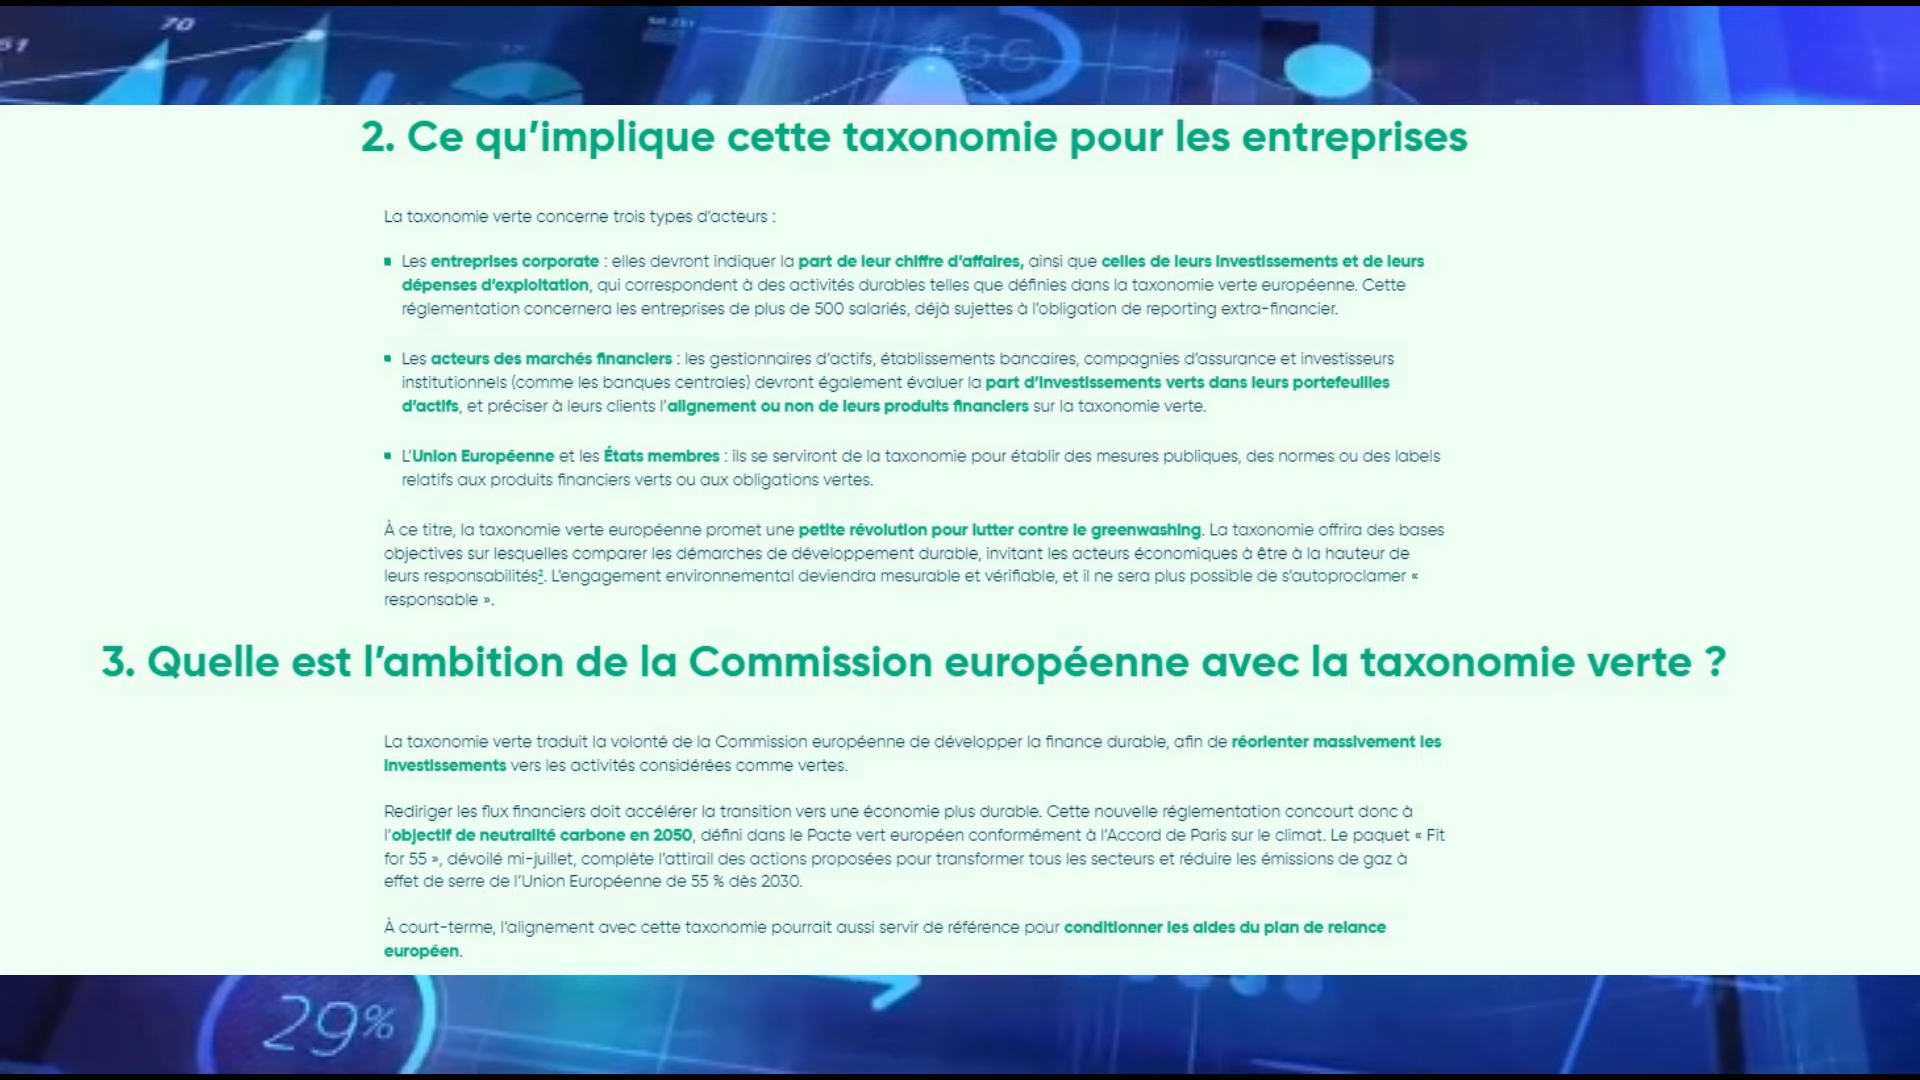 70
51
56
2. Ce qu’implique cette taxonomie pour les entreprises
La taxonomie verte concerne trois types d’acteurs :
▪ Les entreprises corporate : elles devront indiquer la part de leur chiffre d’affaires, ainsi que celles de leurs investissements et de leurs
dépenses d’exploitation, qui correspondent à des activités durables telles que définies dans la taxonomie verte européenne. Cette
réglementation concernera les entreprises de plus de 500 salariés, déjà sujettes à l’obligation de reporting extra-financier.
▪ Les acteurs des marchés financiers : les gestionnaires d’actifs, établissements bancaires, compagnies d’assurance et investisseurs
institutionnels (comme les banques centrales) devront également évaluer la part d’investissements verts dans leurs portefeuilles
d’actifs, et préciser à leurs clients l’alignement ou non de leurs produits financiers sur la taxonomie verte.
▪ L’Union Européenne et les États membres : ils se serviront de la taxonomie pour établir des mesures publiques, des normes ou des labels
relatifs aux produits financiers verts ou aux obligations vertes.
À ce titre, la taxonomie verte européenne promet une petite révolution pour lutter contre le greenwashing. La taxonomie offrira des bases
objectives sur lesquelles comparer les démarches de développement durable, invitant les acteurs économiques à être à la hauteur de
leurs responsabilités². L’engagement environnemental deviendra mesurable et vérifiable, et il ne sera plus possible de s’autoproclamer «
responsable ».
3. Quelle est l’ambition de la Commission européenne avec la taxonomie verte ?
La taxonomie verte traduit la volonté de la Commission européenne de développer la finance durable, afin de réorienter massivement les
investissements vers les activités considérées comme vertes.
Rediriger les flux financiers doit accélérer la transition vers une économie plus durable. Cette nouvelle réglementation concourt donc à
l’objectif de neutralité carbone en 2050, défini dans le Pacte vert européen conformément à l’Accord de Paris sur le climat. Le paquet « Fit
for 55 », dévoilé mi-juillet, complète l’attirail des actions proposées pour transformer tous les secteurs et réduire les émissions de gaz à
effet de serre de l’Union Européenne de 55 % dès 2030.
À court-terme, l’alignement avec cette taxonomie pourrait aussi servir de référence pour conditionner les aides du plan de relance
européen.
29%